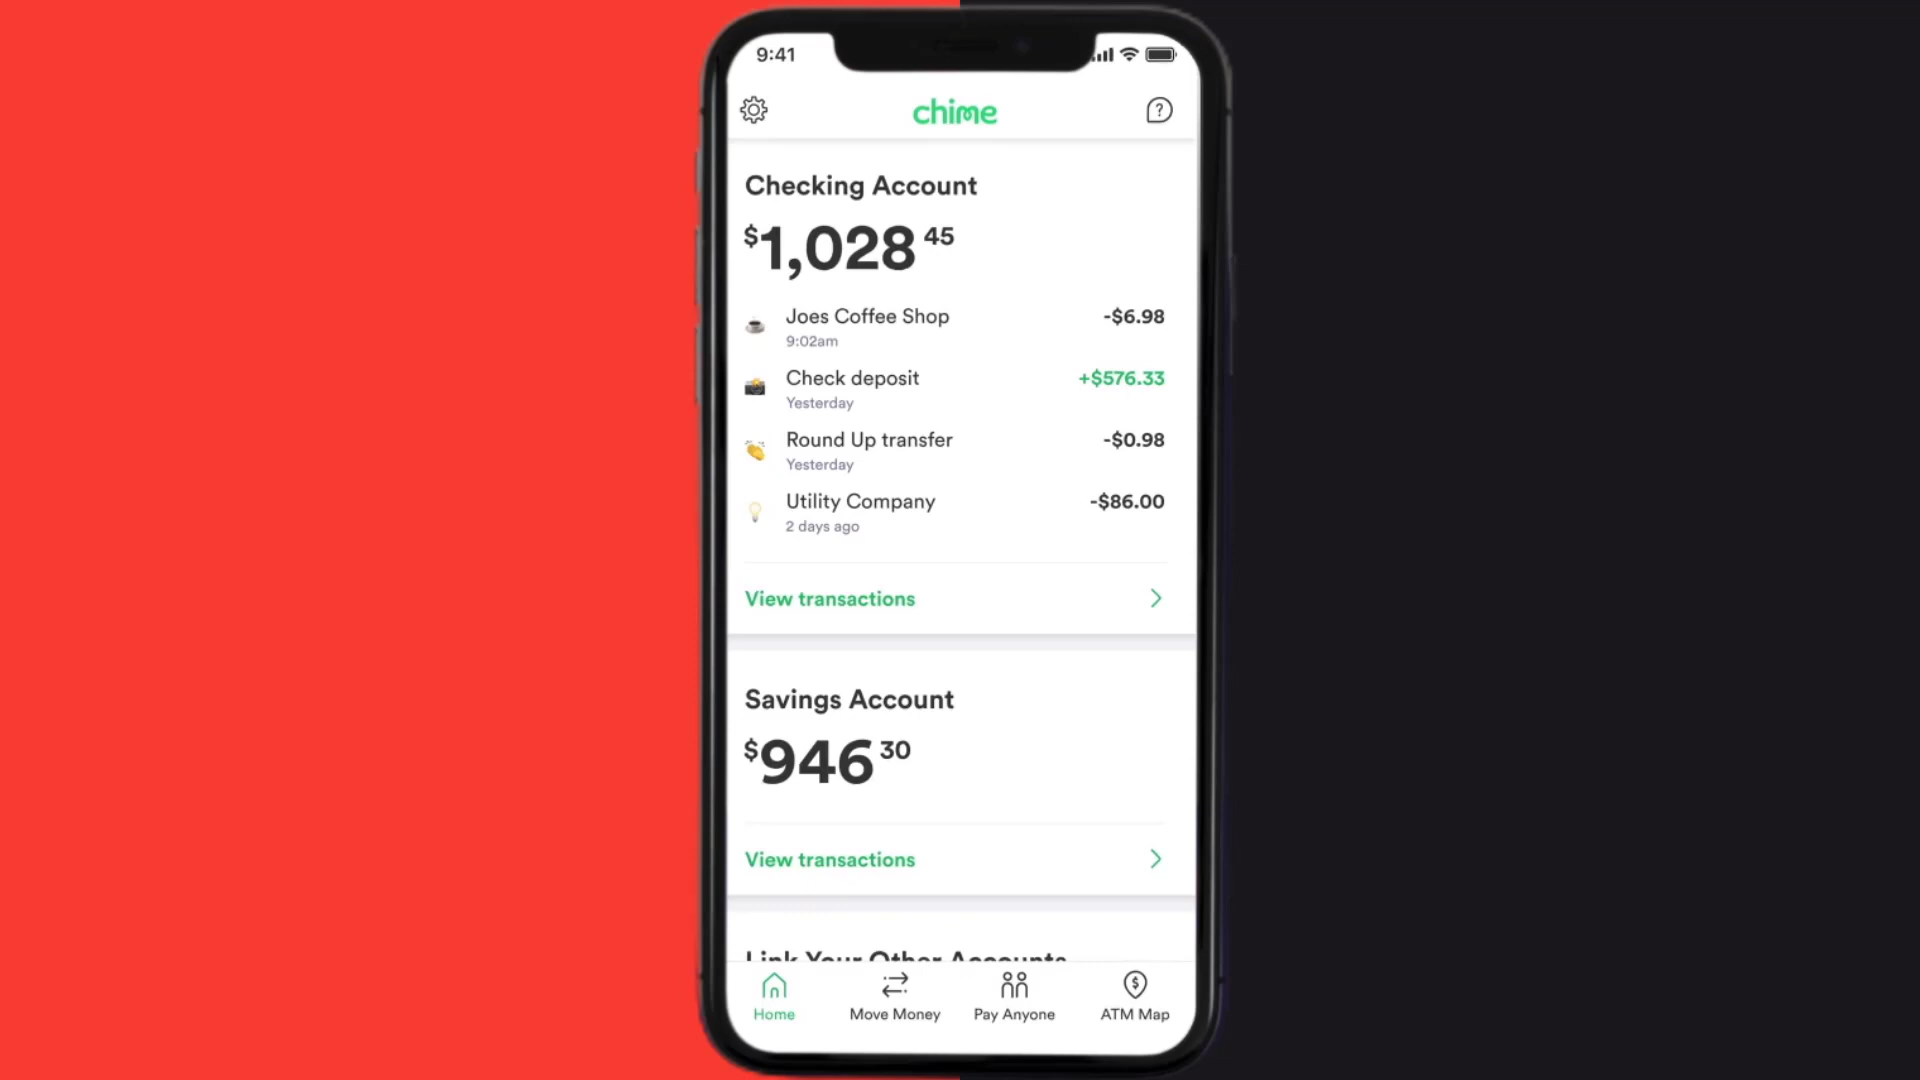 9:41
chime
Checking Account
$1,028 45
Joes Coffee Shop -$6.98
9:02am
Check deposit +$576.33
Yesterday
Round Up transfer -$0.98
Yesterday
Utility Company -$86.00
2 days ago
View transactions
Savings Account
$946 30
View transactions
Link Your Other Accounts
Home Move Money Pay Anyone ATM Map